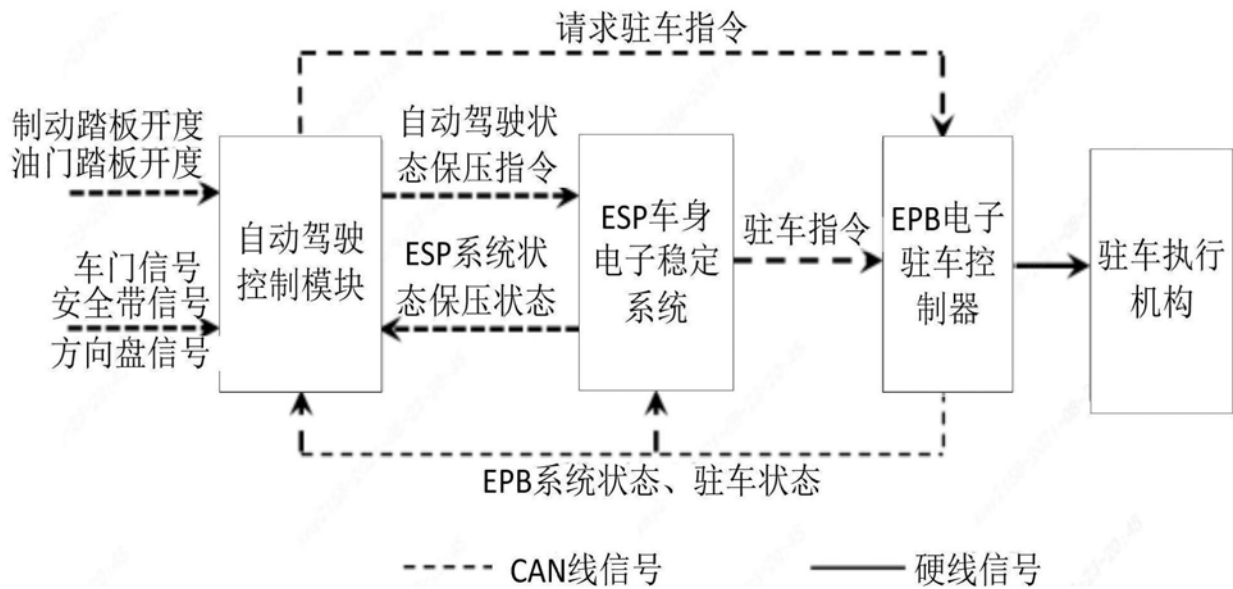 请求驻车指令
制动踏板开度
油门踏板开度
车门信号
安全带信号
方向盘信号
自动驾驶
控制模块
自动驾驶状
态保压指令
ESP系统状
态保压状态
ESP车身
电子稳定
系统
驻车指令
EPB电子
驻车控
制器
驻车执行
机构
EPB系统状态、驻车状态
CAN线信号
硬线信号